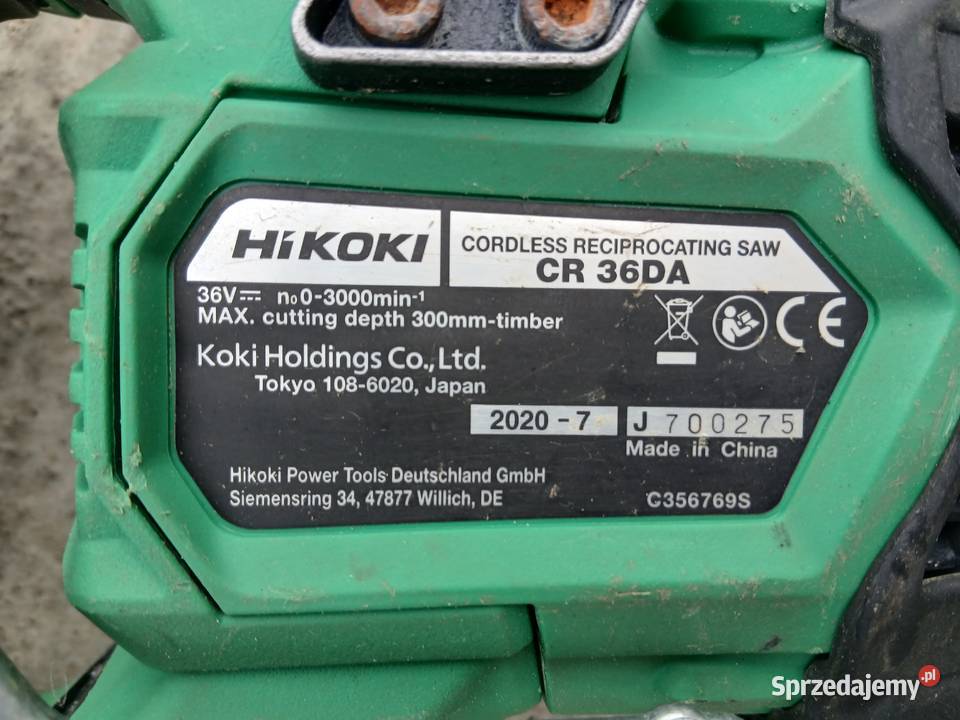 HiKOKI
CORDLESS RECIPROCATING SAW
CR 36DA
36V⎓ n₀0-3000min⁻¹
MAX. cutting depth 300mm-timber
Koki Holdings Co.,Ltd.
Tokyo 108-6020, Japan
2020 - 7 J 700275
Made in China
Hikoki Power Tools Deutschland GmbH
Siemensring 34, 47877 Willich, DE
C356769S
CE
Sprzedajemy.pl